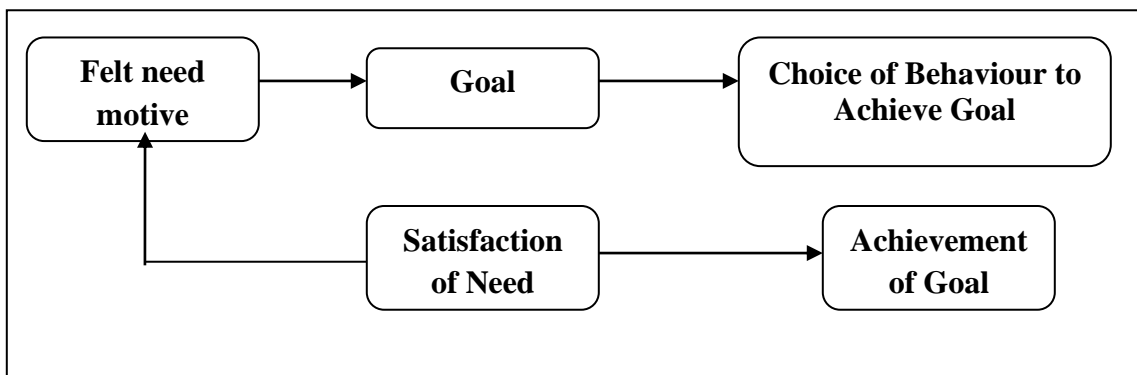 Felt need
motive
Goal
Choice of Behaviour to
Achieve Goal
Satisfaction
of Need
Achievement
of Goal